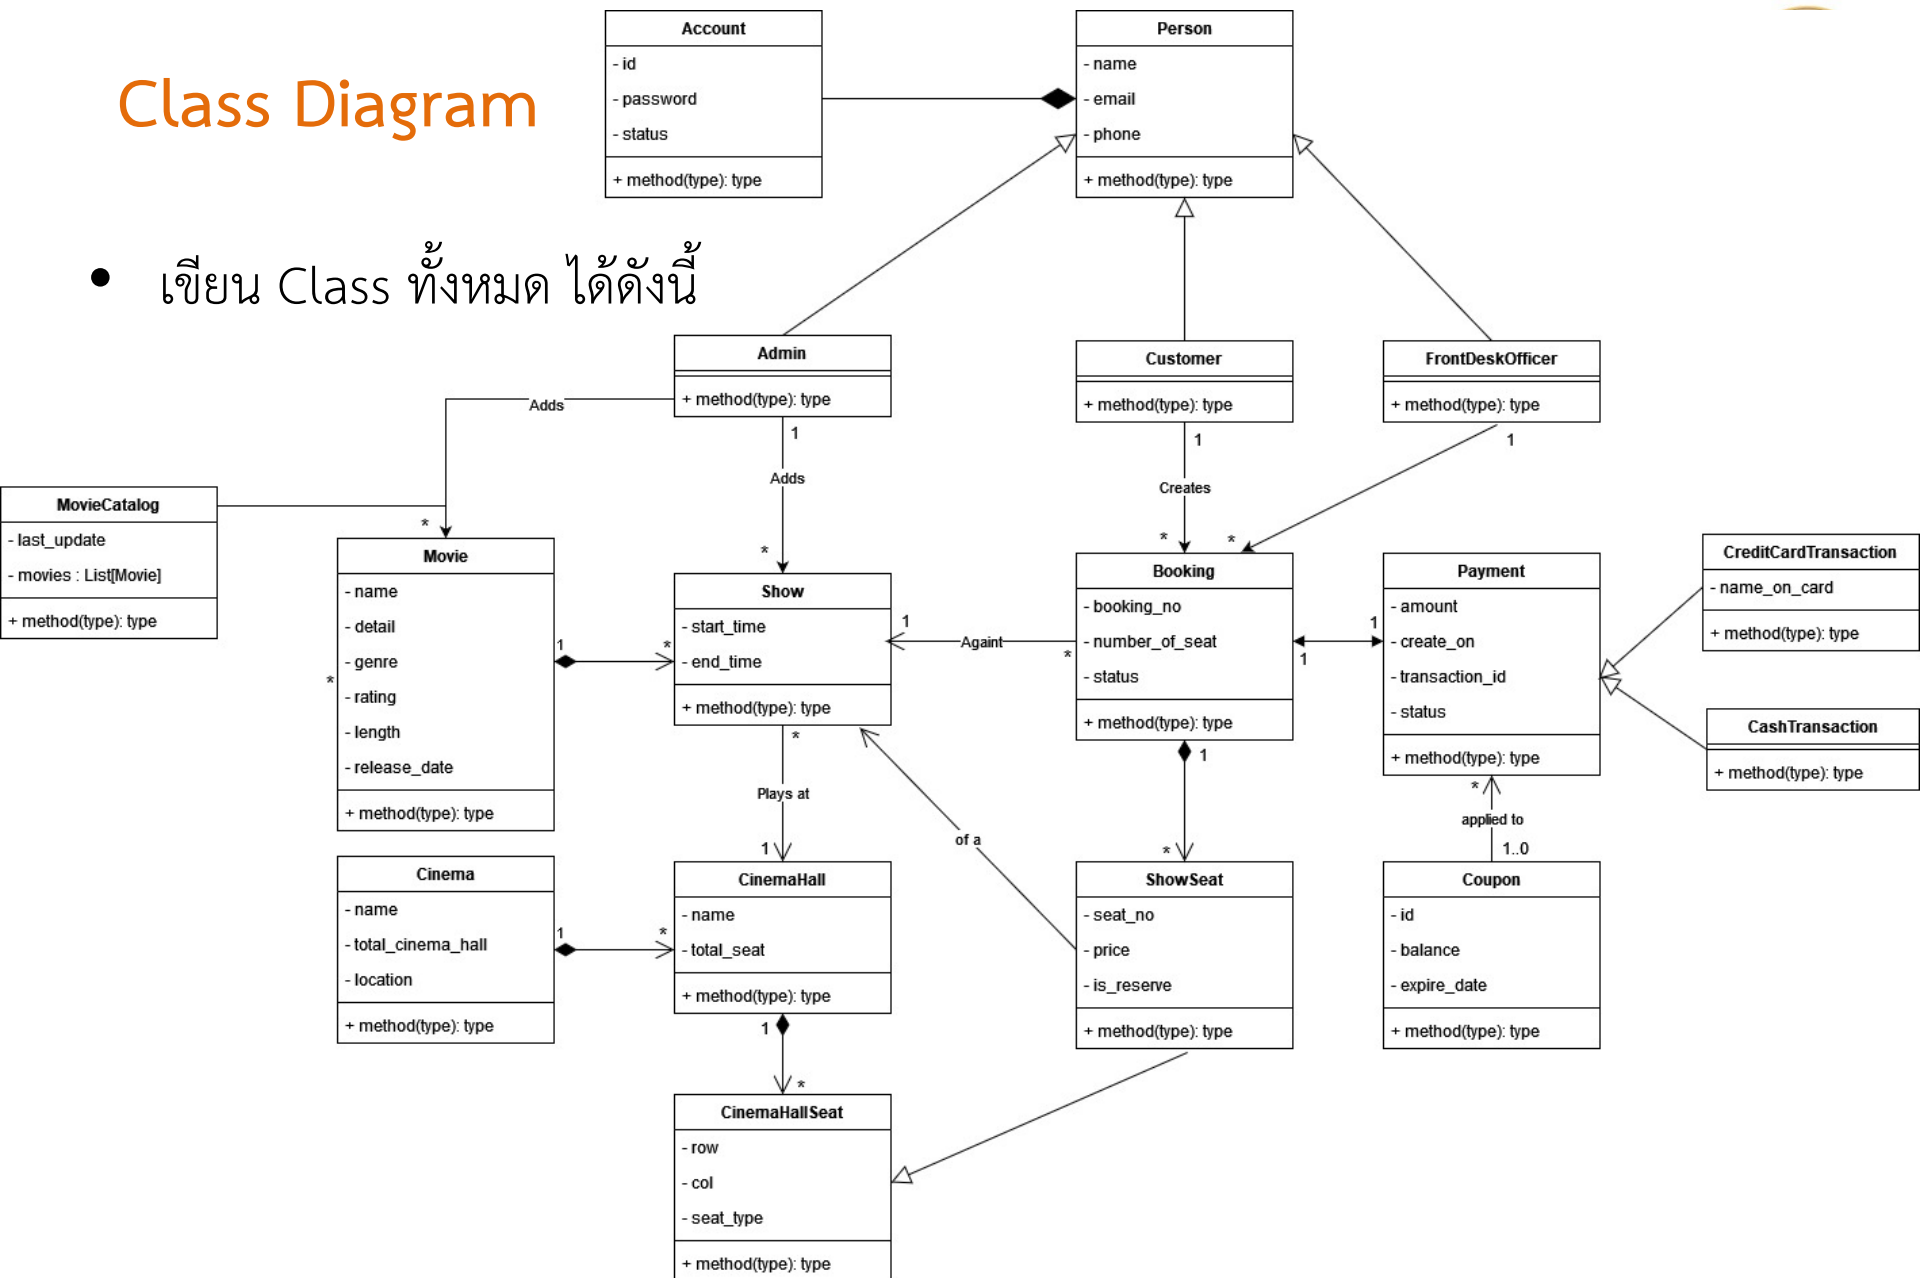 Class Diagram
• เขียน Class ทั้งหมด ได้ดังนี้
Account
- id
- password
- status
+ method(type): type
Person
- name
- email
- phone
+ method(type): type
Admin
+ method(type): type
Customer
+ method(type): type
FrontDeskOfficer
+ method(type): type
Adds
1
Adds
*
1
Creates
*
1
*
MovieCatalog
- last_update
- movies : List[Movie]
+ method(type): type
*
Movie
- name
- detail
- genre
- rating
- length
- release_date
+ method(type): type
*
1
*
Show
- start_time
- end_time
+ method(type): type
1
Againt
*
Booking
- booking_no
- number_of_seat
- status
+ method(type): type
1
1
Payment
- amount
- create_on
- transaction_id
- status
+ method(type): type
CreditCardTransaction
- name_on_card
+ method(type): type
CashTransaction
+ method(type): type
*
Plays at
1
of a
1
*
*
applied to
1..0
Cinema
- name
- total_cinema_hall
- location
+ method(type): type
1
*
CinemaHall
- name
- total_seat
+ method(type): type
ShowSeat
- seat_no
- price
- is_reserve
+ method(type): type
Coupon
- id
- balance
- expire_date
+ method(type): type
1
*
CinemaHallSeat
- row
- col
- seat_type
+ method(type): type